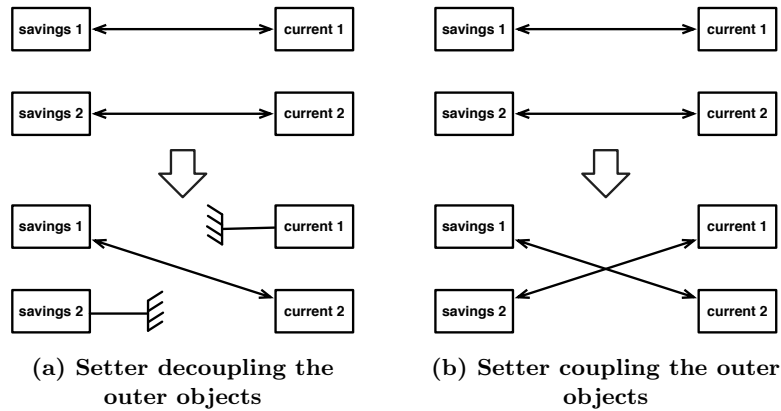 savings 1 current 1 savings 1 current 1
savings 2 current 2 savings 2 current 2
savings 1 current 1 savings 1 current 1
savings 2 current 2 savings 2 current 2
(a) Setter decoupling the
outer objects
(b) Setter coupling the outer
objects